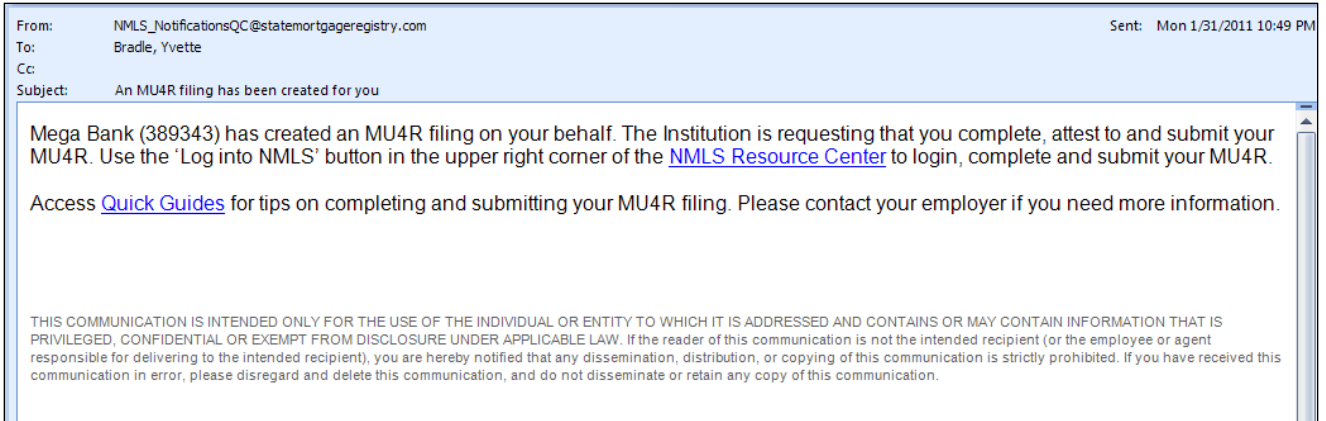 From: NMLS_NotificationsQC@statemortgageregistry.com Sent: Mon 1/31/2011 10:49 PM
To: Bradle, Yvette
Cc:
Subject: An MU4R filing has been created for you
Mega Bank (389343) has created an MU4R filing on your behalf. The Institution is requesting that you complete, attest to and submit your
MU4R. Use the ‘Log into NMLS’ button in the upper right corner of the NMLS Resource Center to login, complete and submit your MU4R.
Access Quick Guides for tips on completing and submitting your MU4R filing. Please contact your employer if you need more information.
THIS COMMUNICATION IS INTENDED ONLY FOR THE USE OF THE INDIVIDUAL OR ENTITY TO WHICH IT IS ADDRESSED AND CONTAINS OR MAY CONTAIN INFORMATION THAT IS
PRIVILEGED, CONFIDENTIAL OR EXEMPT FROM DISCLOSURE UNDER APPLICABLE LAW. If the reader of this communication is not the intended recipient (or the employee or agent
responsible for delivering to the intended recipient), you are hereby notified that any dissemination, distribution, or copying of this communication is strictly prohibited. If you have received this
communication in error, please disregard and delete this communication, and do not disseminate or retain any copy of this communication.